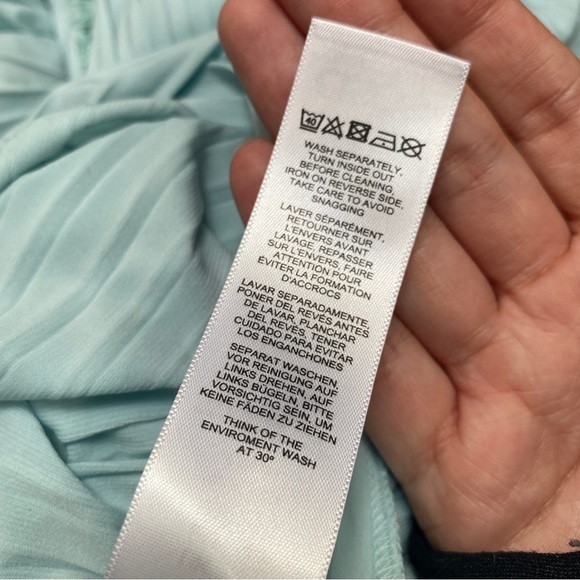 40
WASH SEPARATELY,
TURN INSIDE OUT
BEFORE CLEANING,
IRON ON REVERSE SIDE,
TAKE CARE TO AVOID
SNAGGING
LAVER SÉPARÉMENT,
RETOURNER SUR
L'ENVERS AVANT
LAVAGE, REPASSER
SUR L'ENVERS, FAIRE
ATTENTION POUR
ÉVITER LA FORMATION
D'ACCROCS
LAVAR SEPARADAMENTE,
PONER DEL REVÉS ANTES
DE LAVAR, PLANCHAR
DEL REVÉS, TENER
CUIDADO PARA EVITAR
LOS ENGANCHONES
SEPARAT WASCHEN,
VOR REINIGUNG AUF
LINKS DREHEN, AUF
LINKS BÜGELN, BITTE
VORSICHTIG SEIN, UM
KEINE FÄDEN ZU ZIEHEN
THINK OF THE
ENVIROMENT WASH
AT 30°